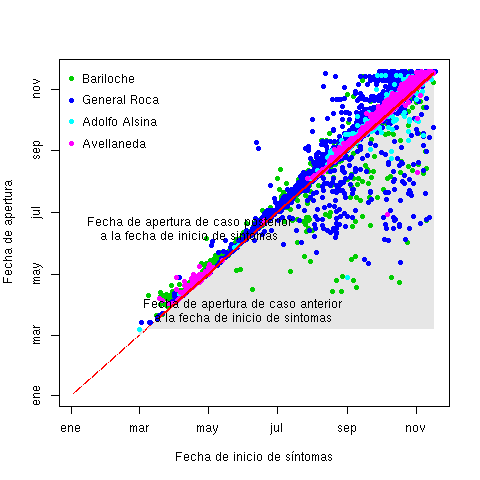 Bariloche
General Roca
Adolfo Alsina
Avellaneda
Fecha de apertura de caso posterior
a la fecha de inicio de síntomas
Fecha de apertura de caso anterior
a la fecha de inicio de síntomas
Fecha de apertura
nov
sep
jul
may
mar
ene
ene mar may jul sep nov
Fecha de inicio de síntomas